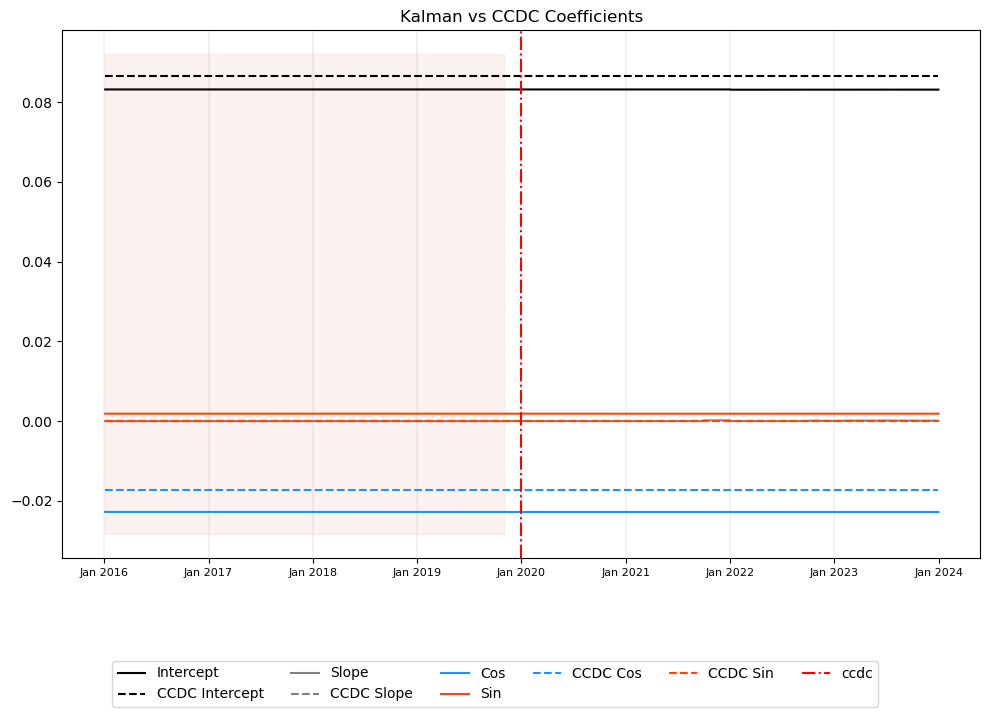 Kalman vs CCDC Coefficients
0.08
0.06
0.04
0.02
0.00
−0.02
Jan 2016 Jan 2017 Jan 2018 Jan 2019 Jan 2020 Jan 2021 Jan 2022 Jan 2023 Jan 2024
Intercept Slope Cos CCDC Cos CCDC Sin ccdc
CCDC Intercept CCDC Slope Sin